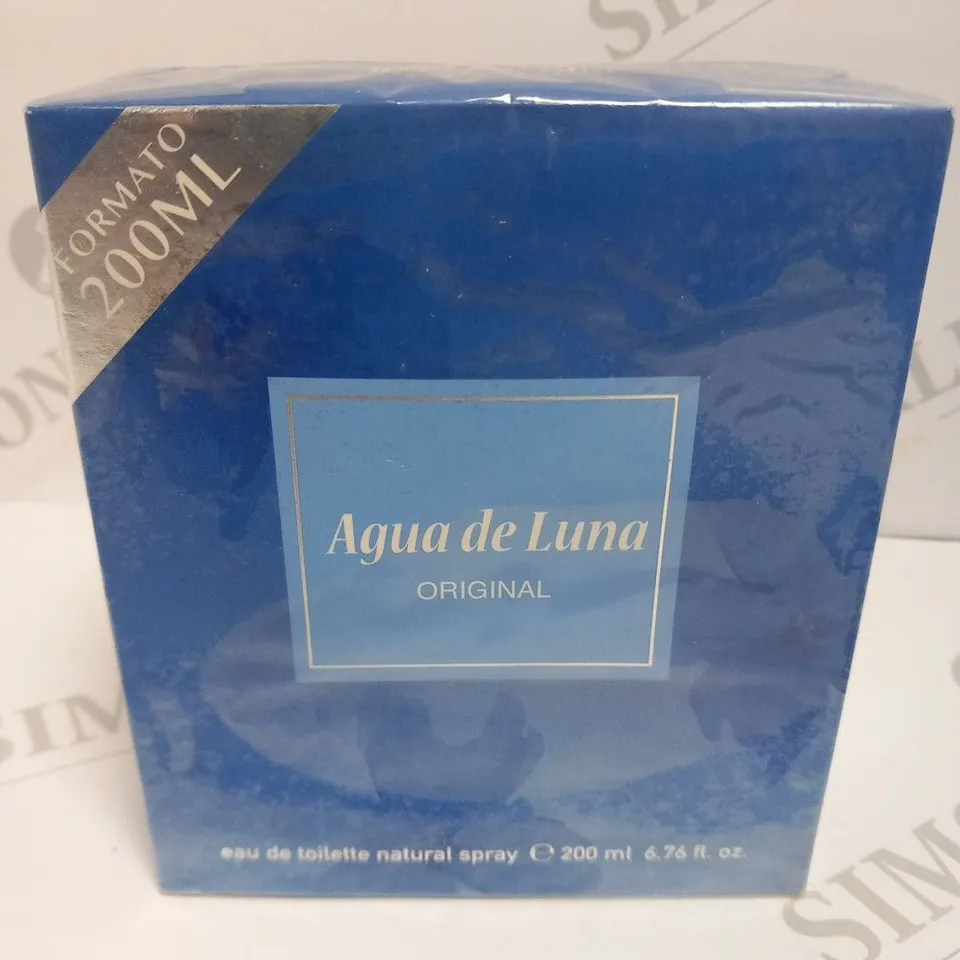 FORMATO
200ML
Agua de Luna
ORIGINAL
eau de toilette natural spray ℮ 200 ml 6.76 fl. oz.